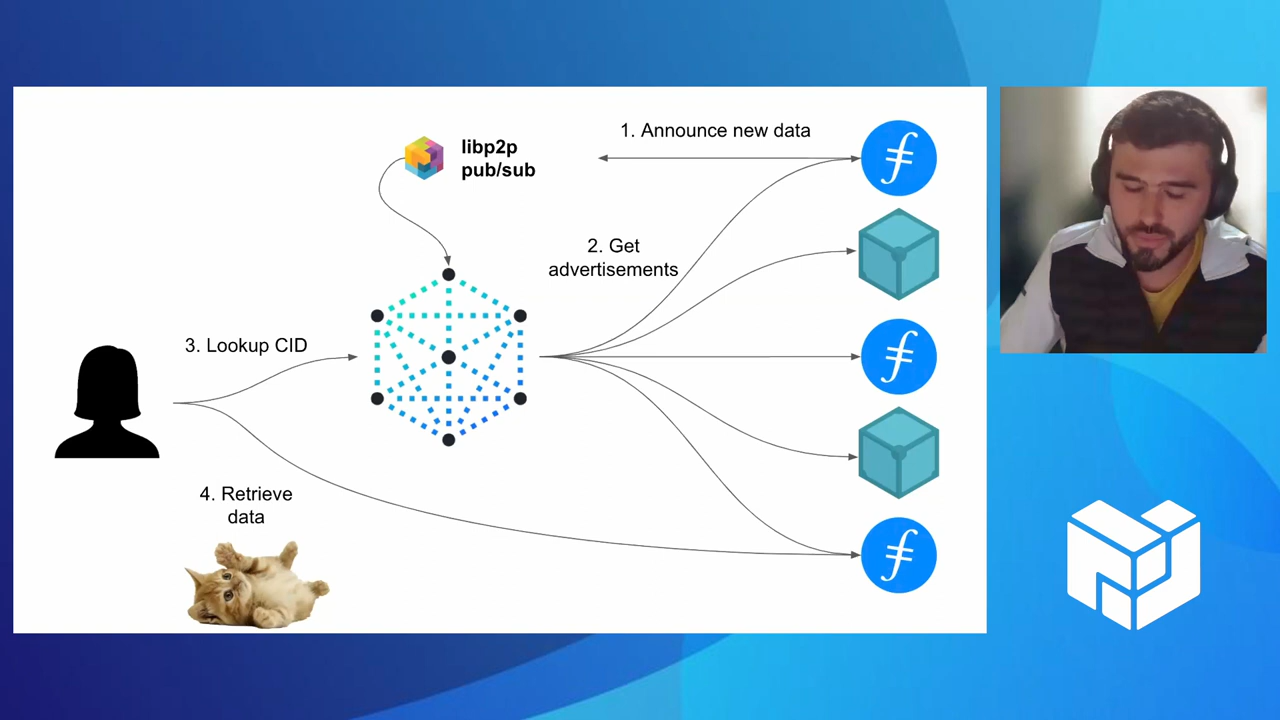 libp2p
pub/sub
1. Announce new data
2. Get
advertisements
3. Lookup CID
4. Retrieve
data